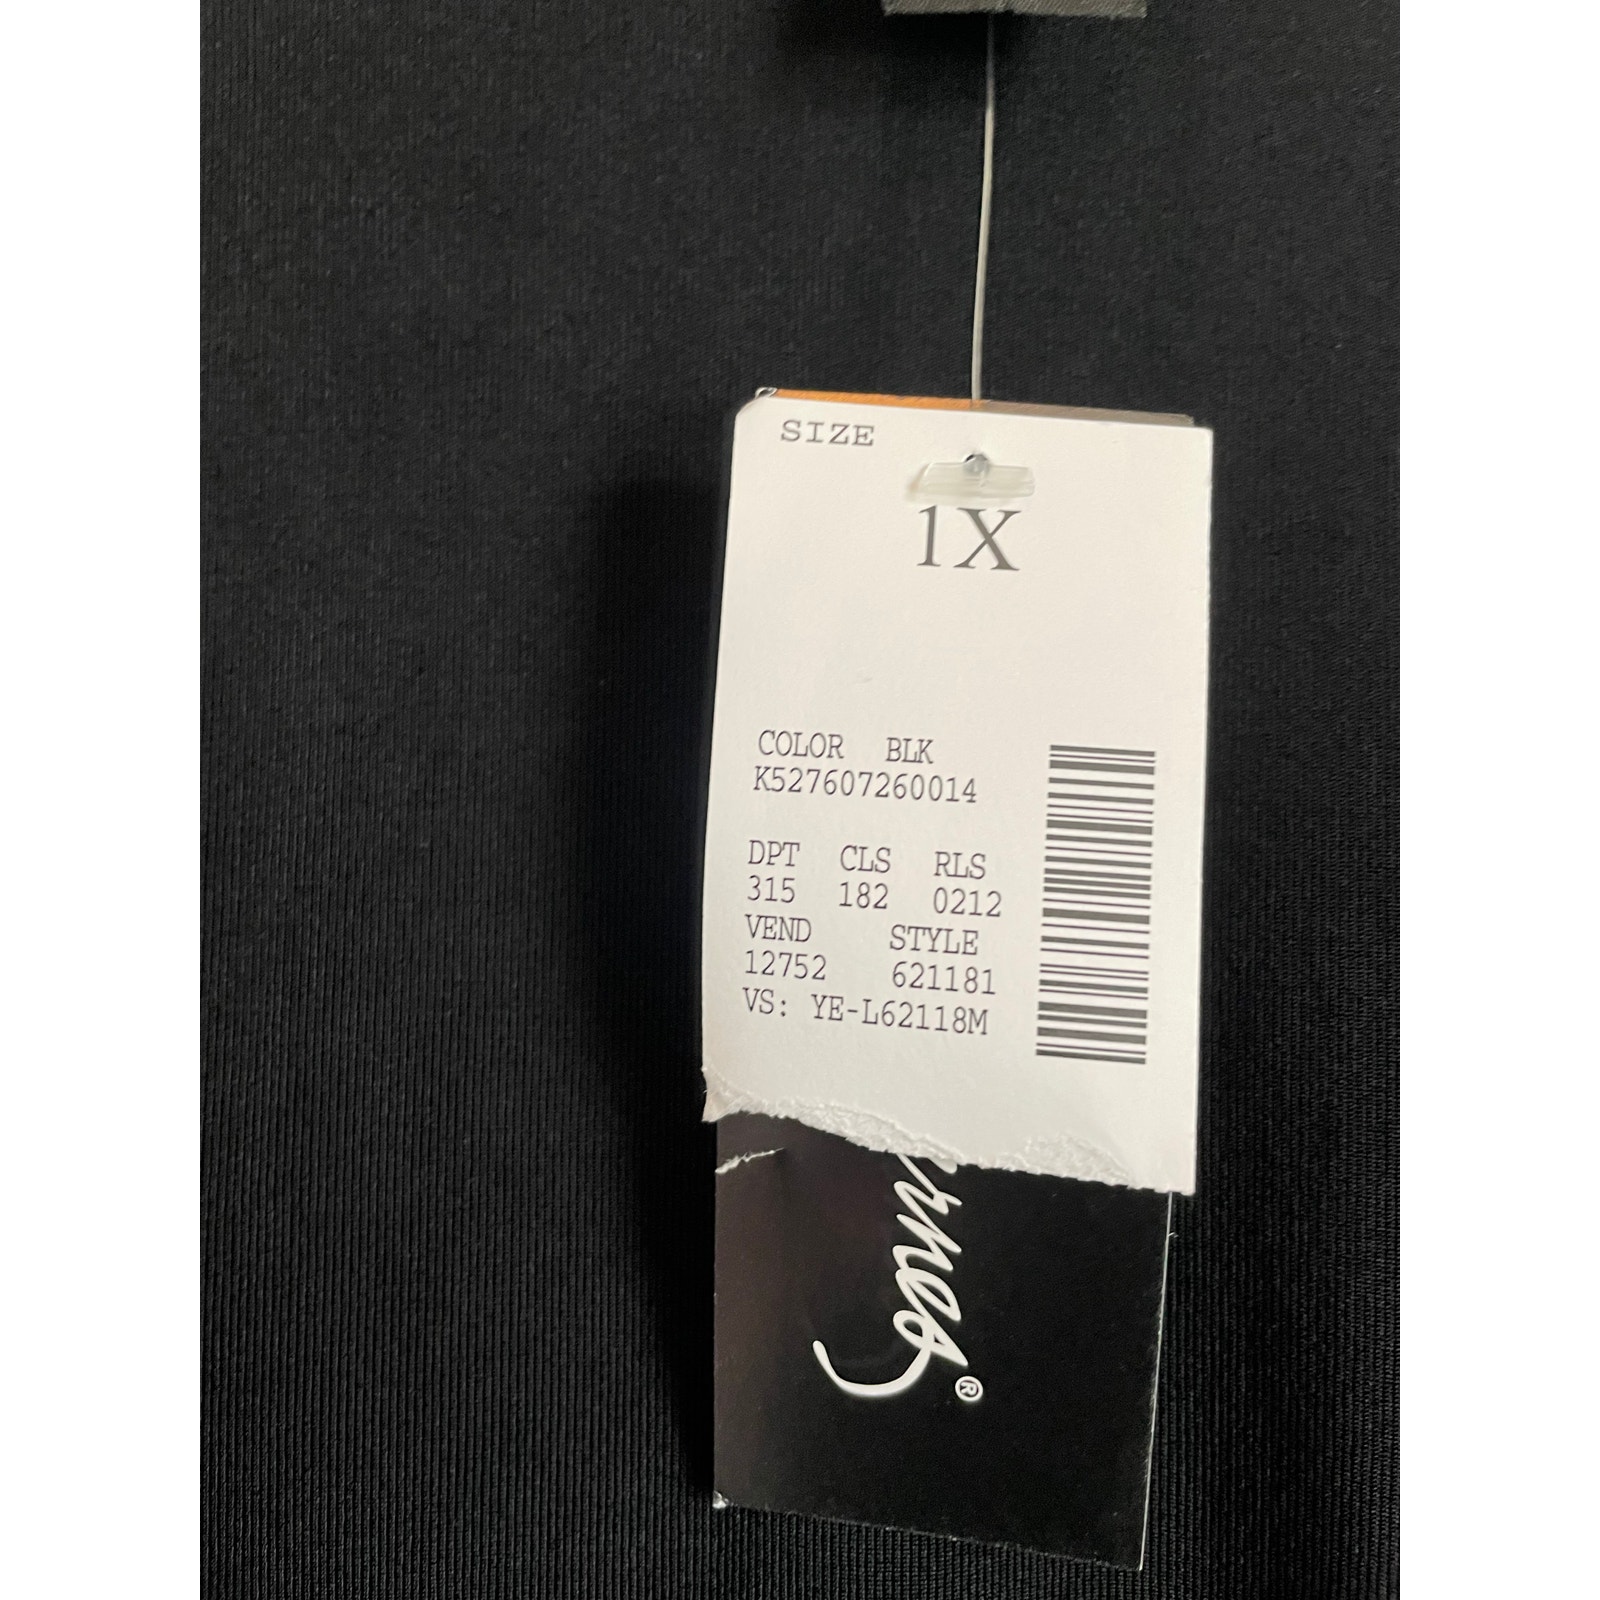 SIZE
1X
COLOR BLK
K527607260014
DPT CLS RLS
315 182 0212
VEND STYLE
12752 621181
VS: YE-L62118M
®